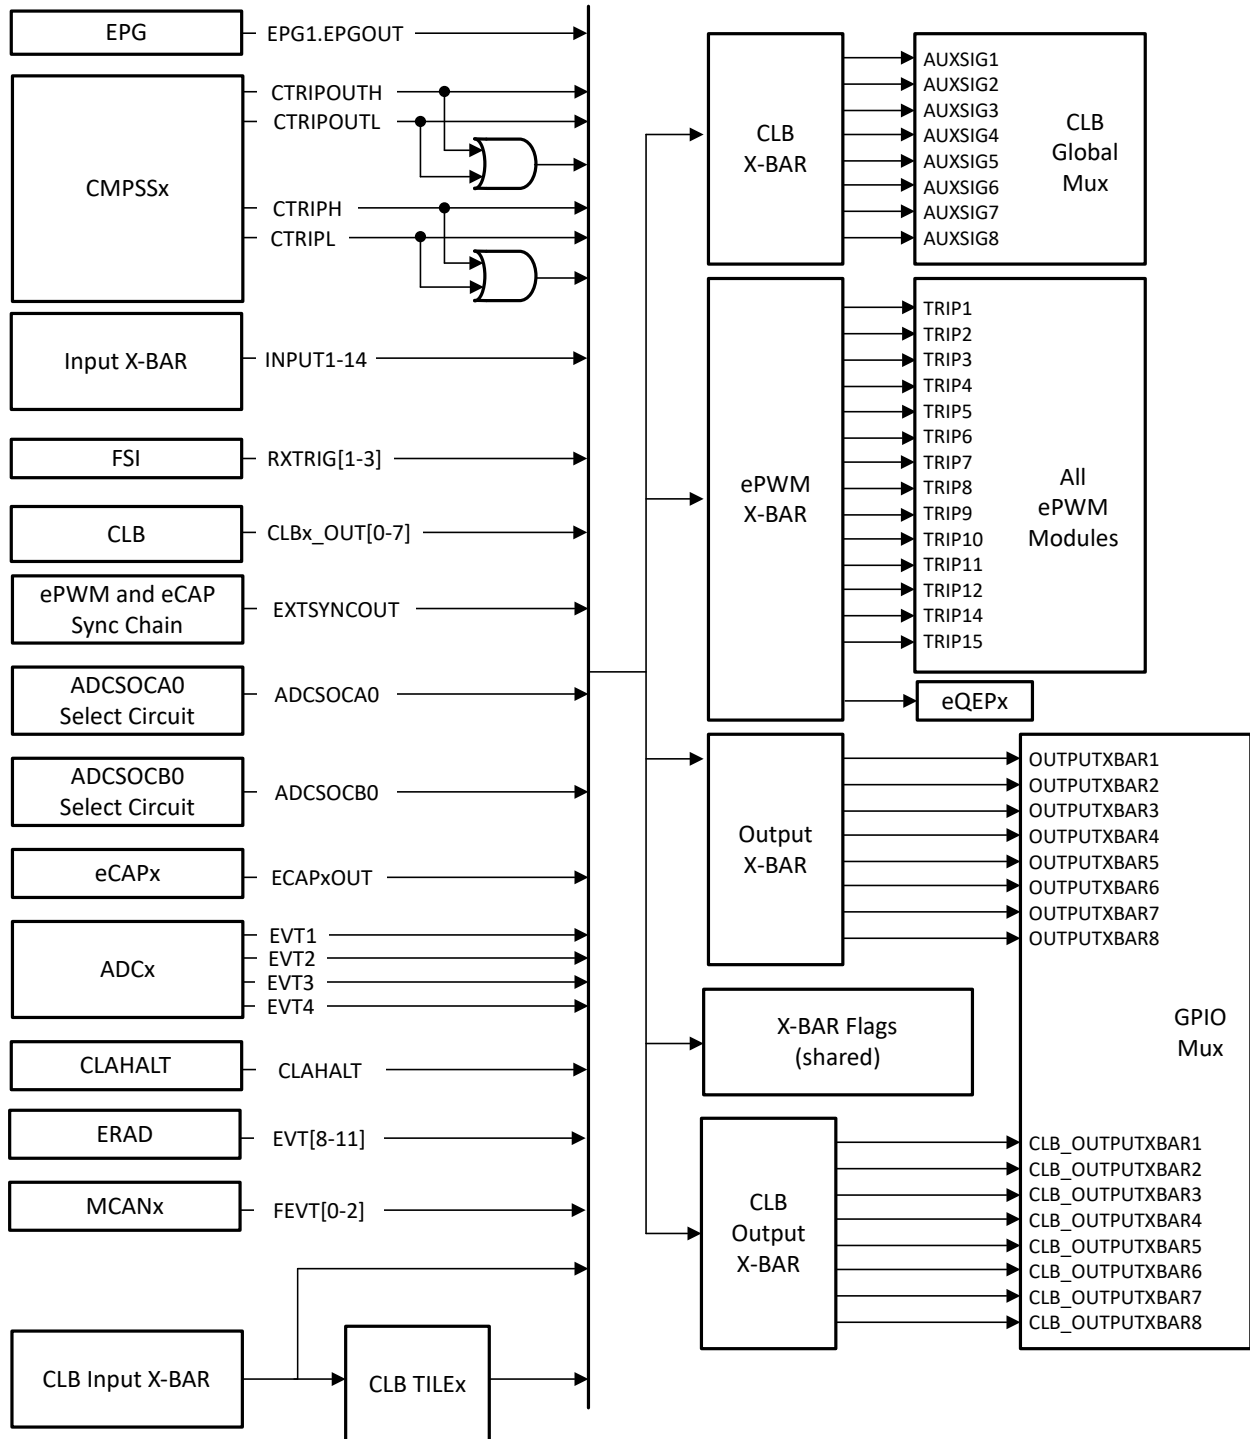 EPG
EPG1.EPGOUT
CMPSSx
CTRIPOUTH
CTRIPOUTL
CTRIPH
CTRIPL
Input X-BAR
INPUT1-14
FSI
RXTRIG[1-3]
CLB
CLBx_OUT[0-7]
ePWM and eCAP
Sync Chain
EXTSYNCOUT
ADCSOCA0
Select Circuit
ADCSOCA0
ADCSOCB0
Select Circuit
ADCSOCB0
eCAPx
ECAPxOUT
ADCx
EVT1
EVT2
EVT3
EVT4
CLAHALT
CLAHALT
ERAD
EVT[8-11]
MCANx
FEVT[0-2]
CLB Input X-BAR
CLB TILEx
CLB
X-BAR
AUXSIG1
AUXSIG2
AUXSIG3
AUXSIG4
AUXSIG5
AUXSIG6
AUXSIG7
AUXSIG8
CLB
Global
Mux
ePWM
X-BAR
TRIP1
TRIP2
TRIP3
TRIP4
TRIP5
TRIP6
TRIP7
TRIP8
TRIP9
TRIP10
TRIP11
TRIP12
TRIP14
TRIP15
All
ePWM
Modules
eQEPx
Output
X-BAR
OUTPUTXBAR1
OUTPUTXBAR2
OUTPUTXBAR3
OUTPUTXBAR4
OUTPUTXBAR5
OUTPUTXBAR6
OUTPUTXBAR7
OUTPUTXBAR8
X-BAR Flags
(shared)
GPIO
Mux
CLB
Output
X-BAR
CLB_OUTPUTXBAR1
CLB_OUTPUTXBAR2
CLB_OUTPUTXBAR3
CLB_OUTPUTXBAR4
CLB_OUTPUTXBAR5
CLB_OUTPUTXBAR6
CLB_OUTPUTXBAR7
CLB_OUTPUTXBAR8